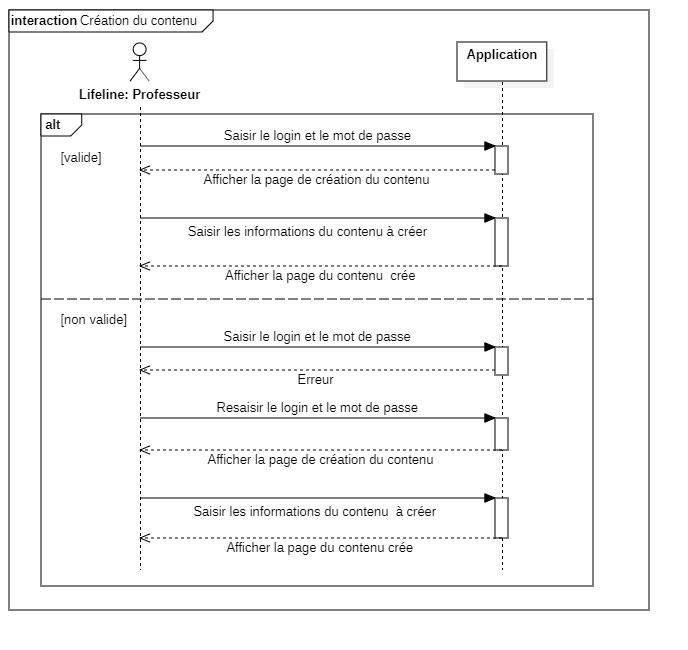 interaction Création du contenu
Application
Lifeline: Professeur
alt
Saisir le login et le mot de passe
[valide]
Afficher la page de création du contenu
Saisir les informations du contenu à créer
Afficher la page du contenu  crée
[non valide]
Saisir le login et le mot de passe
Erreur
Resaisir le login et le mot de passe
Afficher la page de création du contenu
Saisir les informations du contenu  à créer
Afficher la page du contenu crée